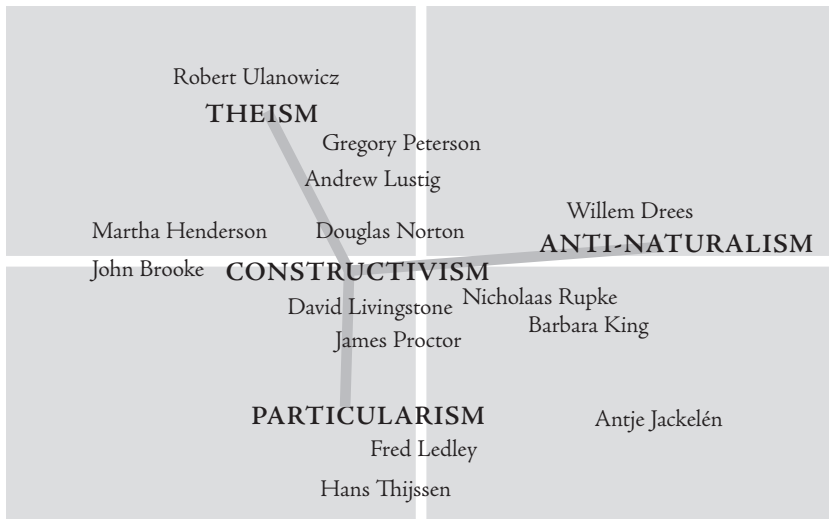 Robert Ulanowicz
THEISM
Gregory Peterson
Andrew Lustig
Willem Drees
Martha Henderson
Douglas Norton
ANTI-NATURALISM
John Brooke
CONSTRUCTIVISM
Nicholaas Rupke
David Livingstone
Barbara King
James Proctor
PARTICULARISM
Antje Jackelén
Fred Ledley
Hans Thijssen